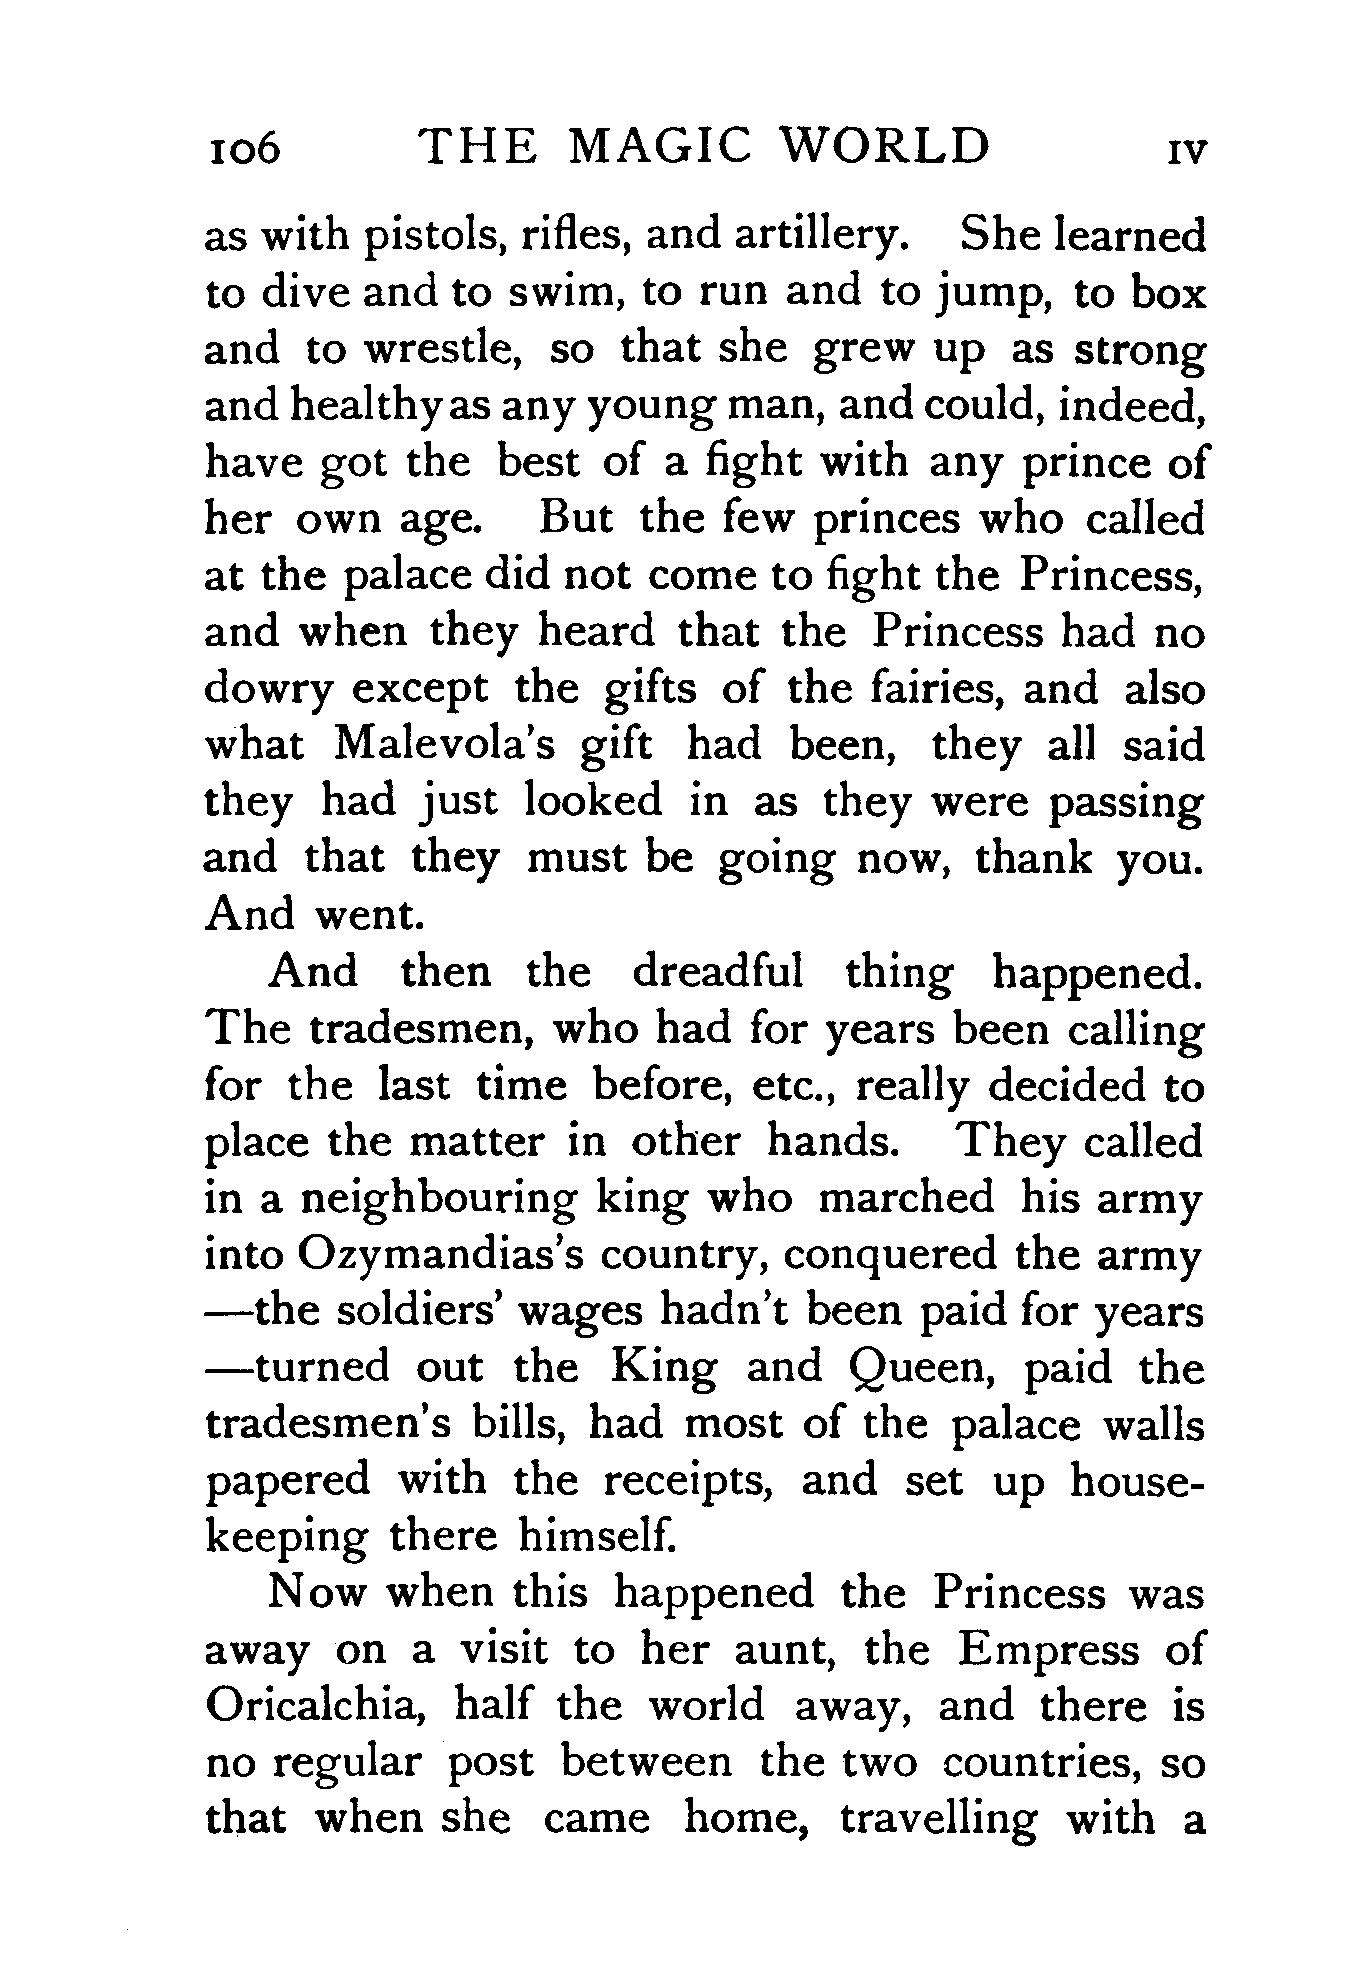 106 THE MAGIC WORLD IV
as with pistols, rifles, and artillery. She learned
to dive and to swim, to run and to jump, to box
and to wrestle, so that she grew up as strong
and healthy as any young man, and could, indeed,
have got the best of a fight with any prince of
her own age. But the few princes who called
at the palace did not come to fight the Princess,
and when they heard that the Princess had no
dowry except the gifts of the fairies, and also
what Malevola's gift had been, they all said
they had just looked in as they were passing
and that they must be going now, thank you.
And went.
And then the dreadful thing happened.
The tradesmen, who had for years been calling
for the last time before, etc., really decided to
place the matter in other hands. They called
in a neighbouring king who marched his army
into Ozymandias's country, conquered the army
—the soldiers' wages hadn't been paid for years
—turned out the King and Queen, paid the
tradesmen's bills, had most of the palace walls
papered with the receipts, and set up house-
keeping there himself.
Now when this happened the Princess was
away on a visit to her aunt, the Empress of
Oricalchia, half the world away, and there is
no regular post between the two countries, so
that when she came home, travelling with a